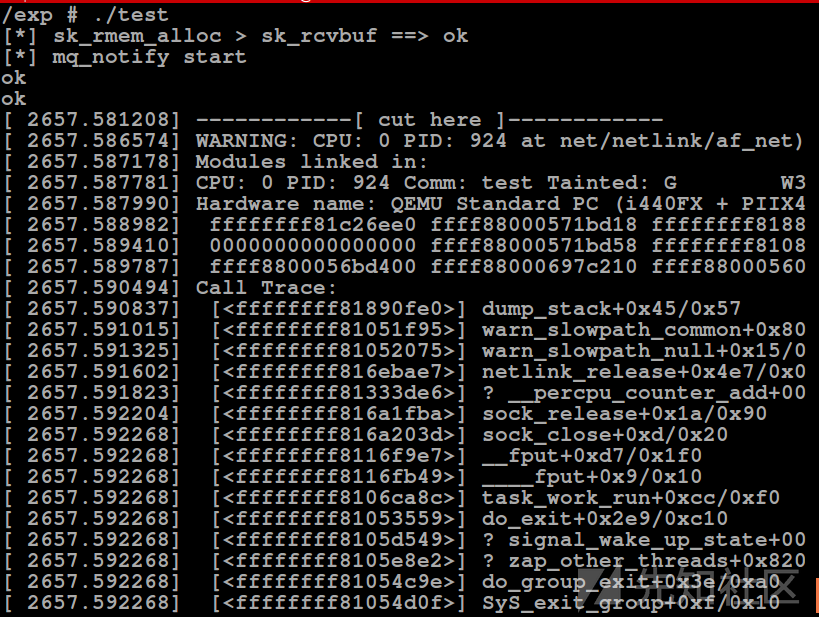 /exp # ./test
[*] sk_rmem_alloc > sk_rcvbuf ==> ok
[*] mq_notify start
ok
ok
[ 2657.581208] ------------[ cut here ]------------
[ 2657.586574] WARNING: CPU: 0 PID: 924 at net/netlink/af_net)
[ 2657.587178] Modules linked in:
[ 2657.587781] CPU: 0 PID: 924 Comm: test Tainted: G        W3
[ 2657.587990] Hardware name: QEMU Standard PC (i440FX + PIIX4
[ 2657.588982]  ffffffff81c26ee0 ffff88000571bd18 ffffffff8188
[ 2657.589410]  0000000000000000 ffff88000571bd58 ffffffff8108
[ 2657.589787]  ffff8800056bd400 ffff88000697c210 ffff88000560
[ 2657.590494] Call Trace:
[ 2657.590837]  [<ffffffff81890fe0>] dump_stack+0x45/0x57
[ 2657.591015]  [<ffffffff81051f95>] warn_slowpath_common+0x80
[ 2657.591325]  [<ffffffff81052075>] warn_slowpath_null+0x15/0
[ 2657.591602]  [<ffffffff816ebae7>] netlink_release+0x4e7/0x0
[ 2657.591823]  [<ffffffff81333de6>] ? __percpu_counter_add+00
[ 2657.592204]  [<ffffffff816a1fba>] sock_release+0x1a/0x90
[ 2657.592268]  [<ffffffff816a203d>] sock_close+0xd/0x20
[ 2657.592268]  [<ffffffff8116f9e7>] __fput+0xd7/0x1f0
[ 2657.592268]  [<ffffffff8116fb49>] ____fput+0x9/0x10
[ 2657.592268]  [<ffffffff8106ca8c>] task_work_run+0xcc/0xf0
[ 2657.592268]  [<ffffffff81053559>] do_exit+0x2e9/0xc10
[ 2657.592268]  [<ffffffff8105d549>] ? signal_wake_up_state+00
[ 2657.592268]  [<ffffffff8105e8e2>] ? zap_other_threads+0x820
[ 2657.592268]  [<ffffffff81054c9e>] do_group_exit+0x3e/0xa0
[ 2657.592268]  [<ffffffff81054d0f>] SyS_exit_group+0xf/0x10
先知社区